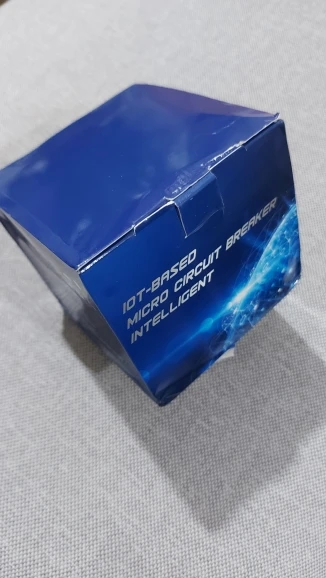 IOT-BASED
MICRO CIRCUIT BREAKER
INTELLIGENT